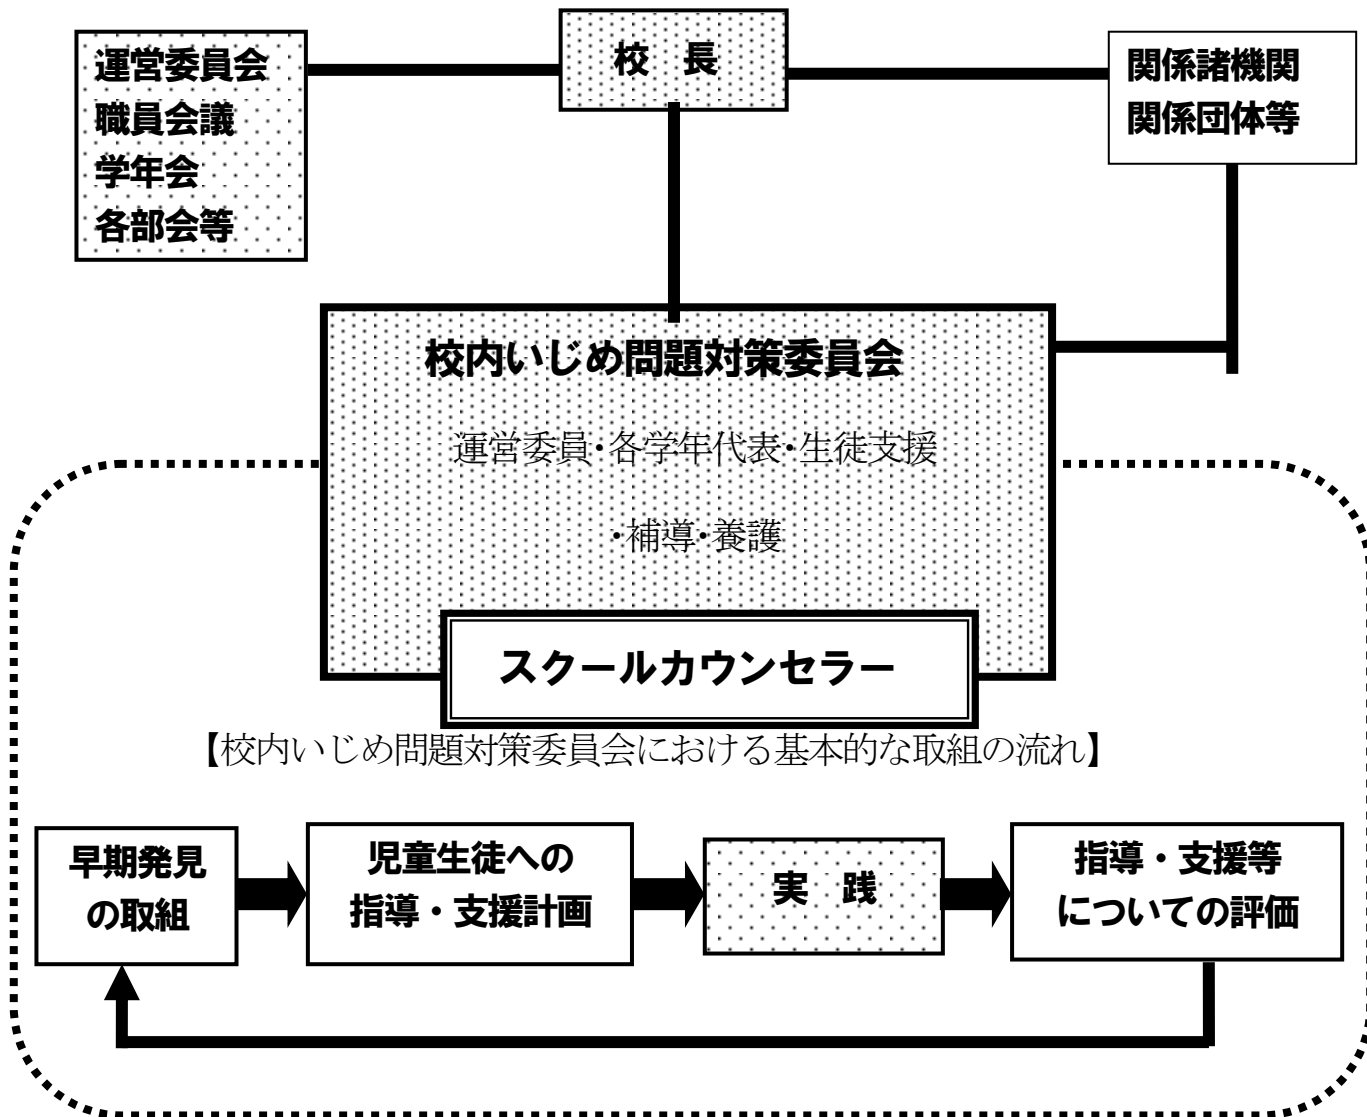 運営委員会
職員会議
学年会
各部会等
校　長
関係諸機関
関係団体等
校内いじめ問題対策委員会
運営委員・各学年代表・生徒支援
・補導・養護
スクールカウンセラー
【校内いじめ問題対策委員会における基本的な取組の流れ】
早期発見
の取組
児童生徒への
指導・支援計画
実　践
指導・支援等
についての評価